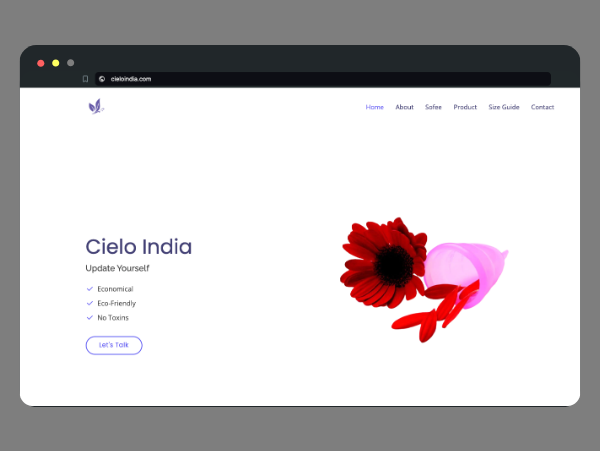 cieloindia.com
Home About Sofee Product Size Guide Contact
Cielo India
Update Yourself
Economical
Eco-Friendly
No Toxins
Let's Talk